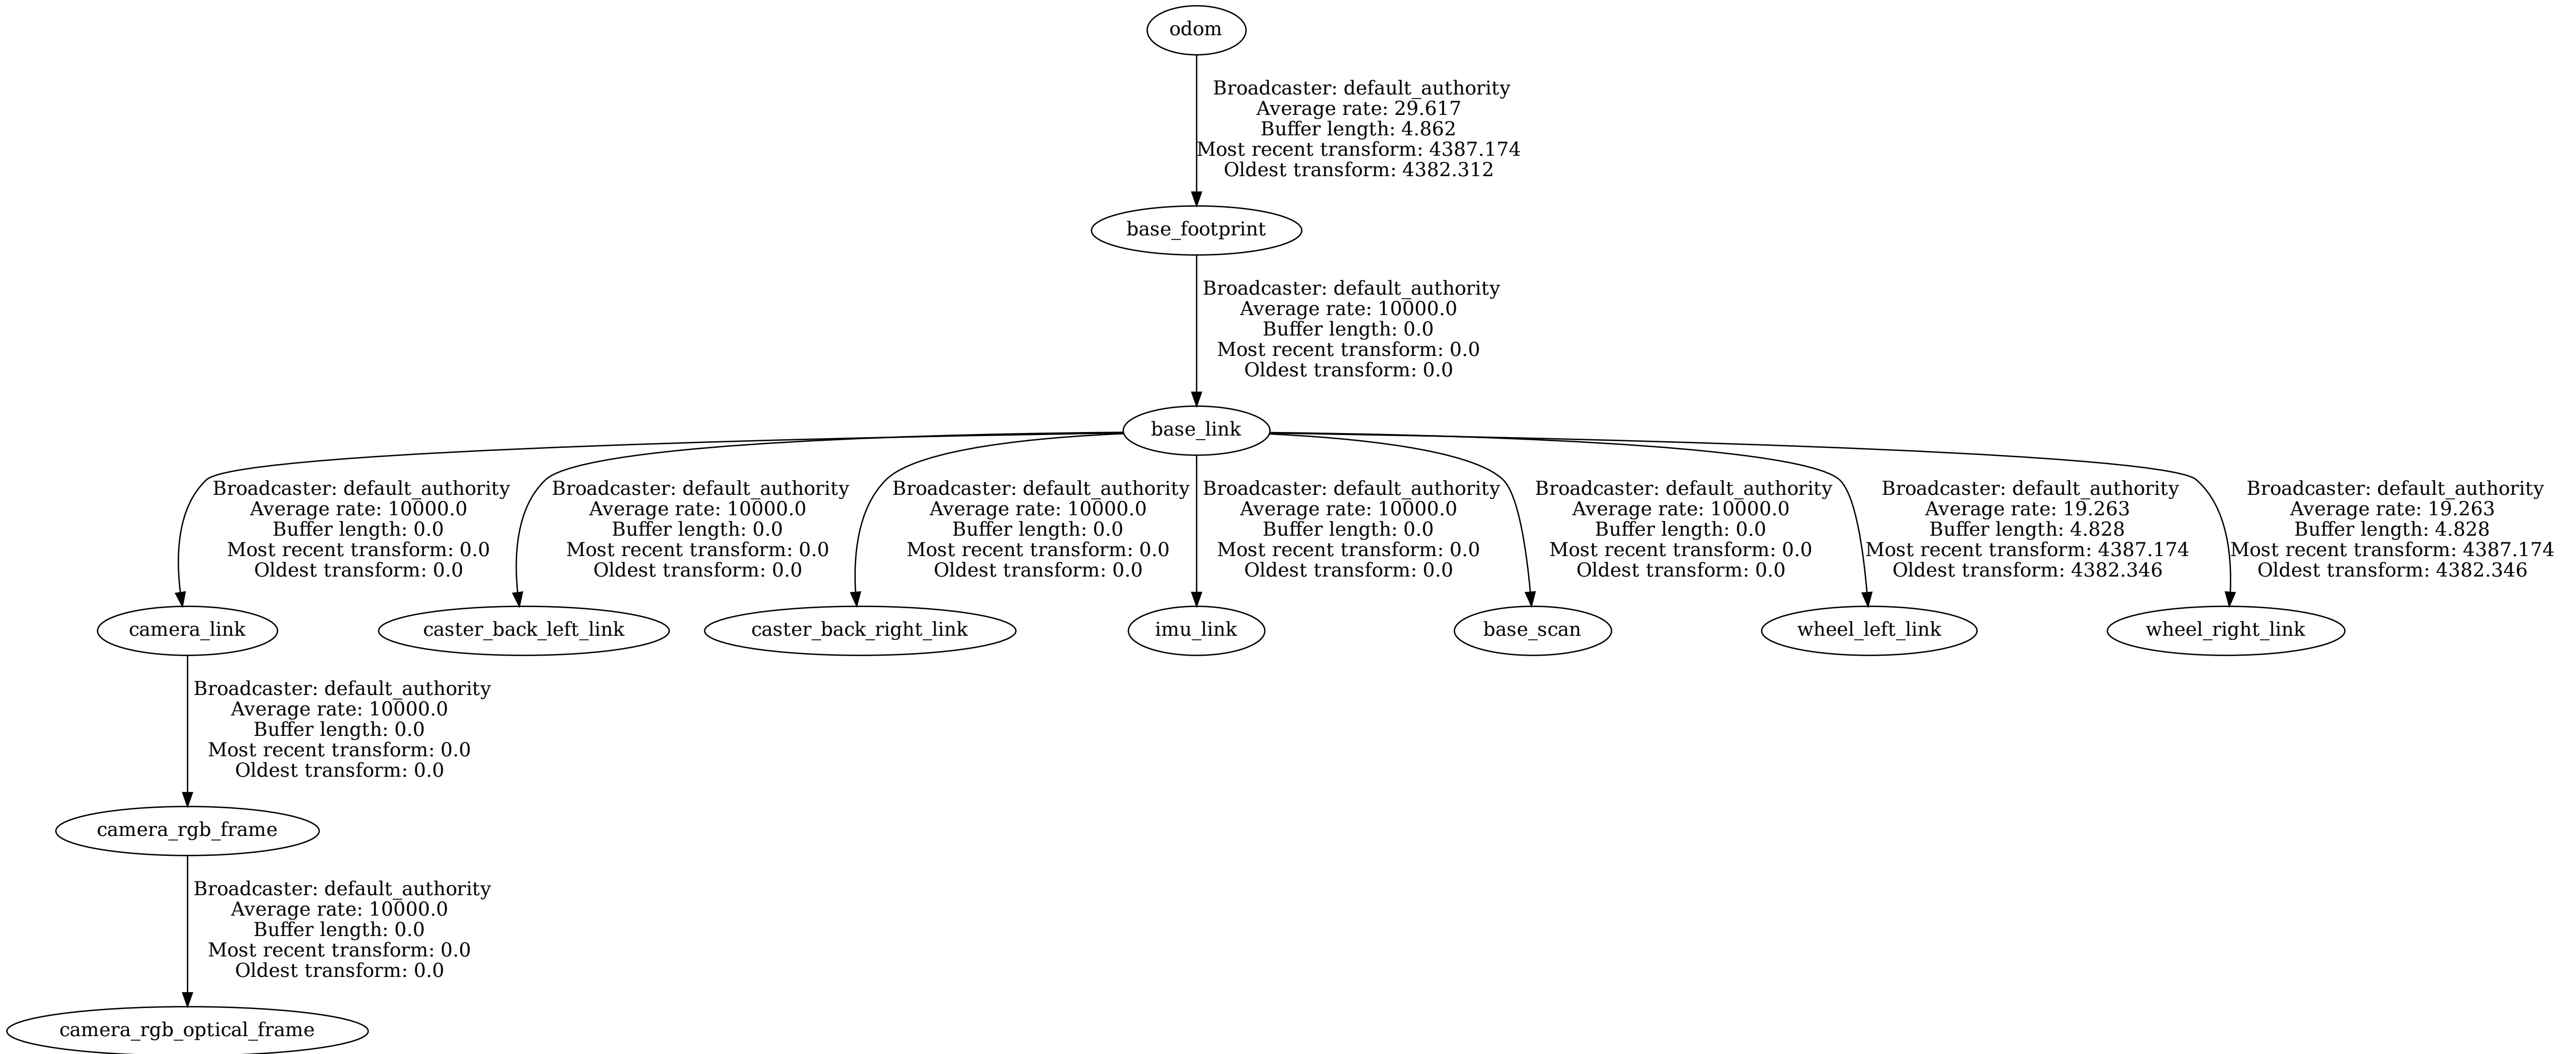 odom
Broadcaster: default_authority
Average rate: 29.617
Buffer length: 4.862
Most recent transform: 4387.174
Oldest transform: 4382.312
base_footprint
Broadcaster: default_authority
Average rate: 10000.0
Buffer length: 0.0
Most recent transform: 0.0
Oldest transform: 0.0
base_link
Broadcaster: default_authority
Average rate: 10000.0
Buffer length: 0.0
Most recent transform: 0.0
Oldest transform: 0.0
Broadcaster: default_authority
Average rate: 10000.0
Buffer length: 0.0
Most recent transform: 0.0
Oldest transform: 0.0
Broadcaster: default_authority
Average rate: 10000.0
Buffer length: 0.0
Most recent transform: 0.0
Oldest transform: 0.0
Broadcaster: default_authority
Average rate: 10000.0
Buffer length: 0.0
Most recent transform: 0.0
Oldest transform: 0.0
Broadcaster: default_authority
Average rate: 10000.0
Buffer length: 0.0
Most recent transform: 0.0
Oldest transform: 0.0
Broadcaster: default_authority
Average rate: 19.263
Buffer length: 4.828
Most recent transform: 4387.174
Oldest transform: 4382.346
Broadcaster: default_authority
Average rate: 19.263
Buffer length: 4.828
Most recent transform: 4387.174
Oldest transform: 4382.346
camera_link
caster_back_left_link
caster_back_right_link
imu_link
base_scan
wheel_left_link
wheel_right_link
Broadcaster: default_authority
Average rate: 10000.0
Buffer length: 0.0
Most recent transform: 0.0
Oldest transform: 0.0
camera_rgb_frame
Broadcaster: default_authority
Average rate: 10000.0
Buffer length: 0.0
Most recent transform: 0.0
Oldest transform: 0.0
camera_rgb_optical_frame